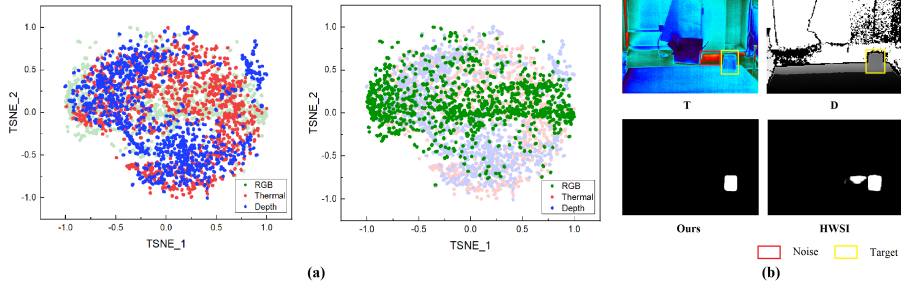 (a)
1.0
0.5
0.0
-0.5
-1.0
TSNE_2
-1.0 -0.5 0.0 0.5 1.0
TSNE_1
RGB
Thermal
Depth
1.0
0.5
0.0
-0.5
-1.0
TSNE_2
-1.0 -0.5 0.0 0.5 1.0
TSNE_1
RGB
Thermal
Depth
(a)
(b)
T D
Ours HWSI
Noise Target
(b)